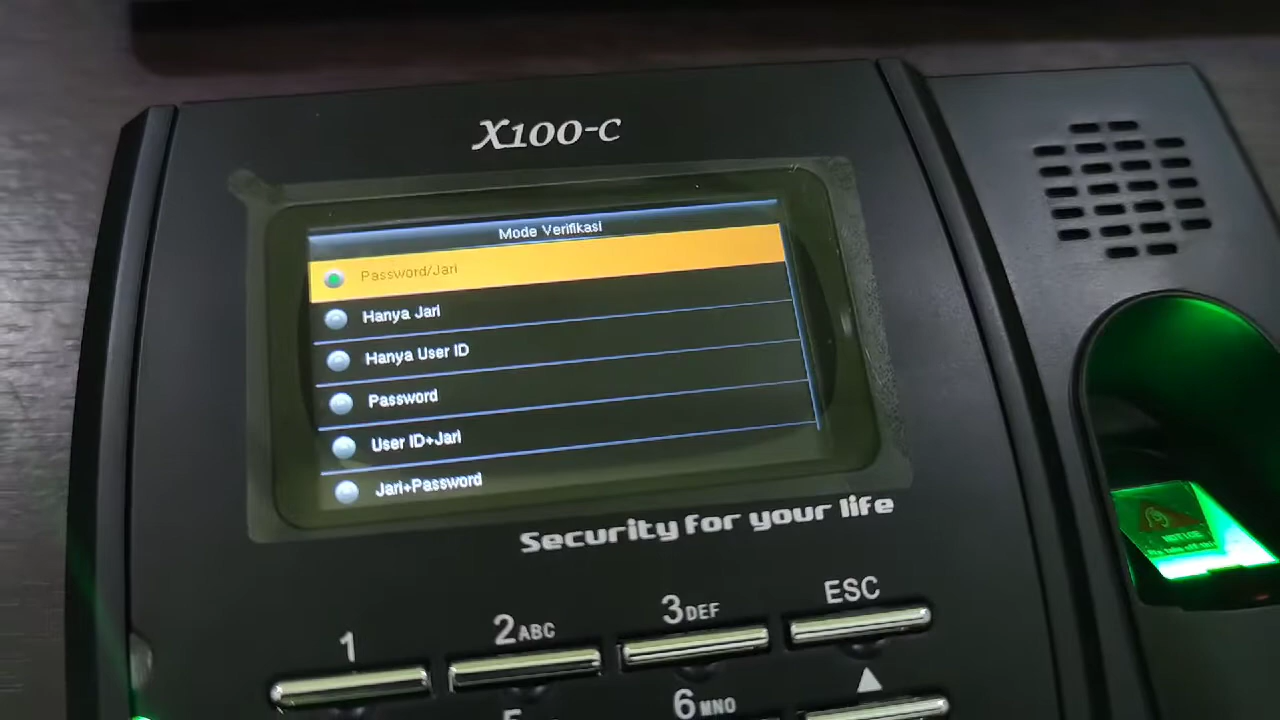 X100-C
Mode Verifikasi
Password/Jari
Hanya Jari
Hanya User ID
Password
User ID+Jari
Jari+Password
Security for your life
1
2ABC
3DEF
ESC
6MNO
NOTICE